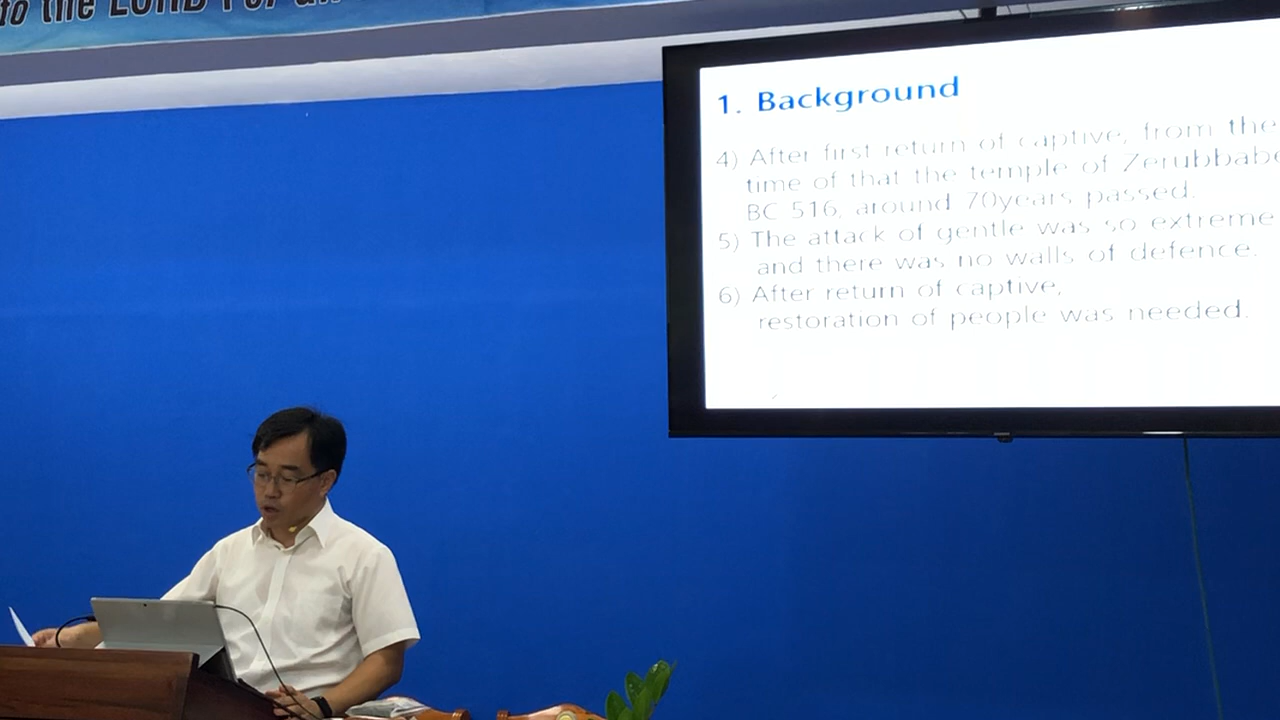 to the LORD For
1. Background
4) After first return of captive, from the
time of that the temple of Zerubbabe
BC 516, around 70years passed.
5) The attack of gentle was so extreme
and there was no walls of defence.
6) After return of captive,
restoration of people was needed.